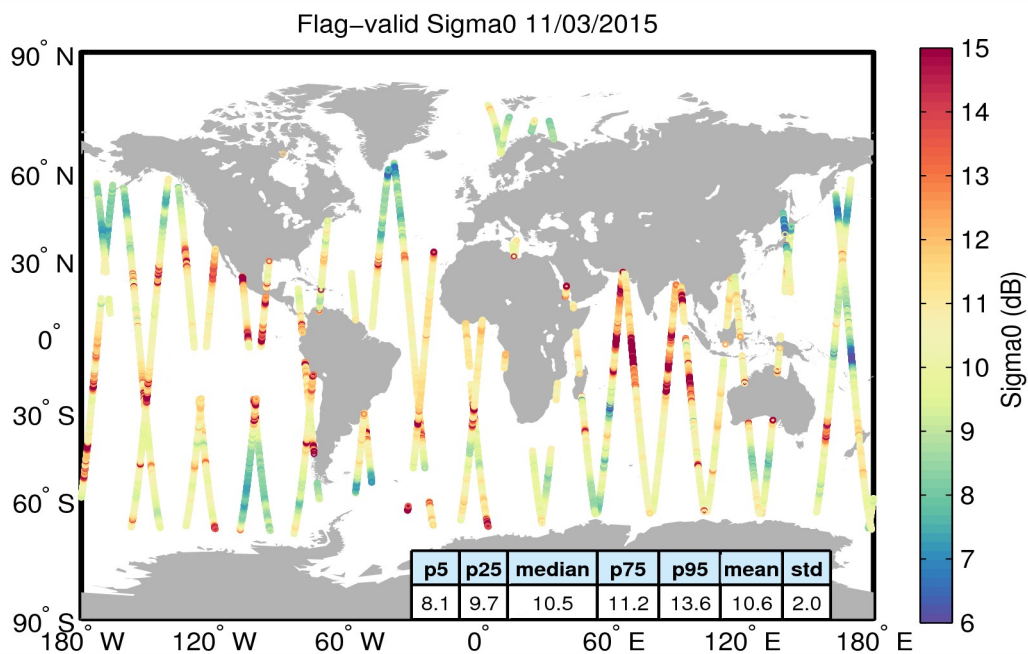 Flag−valid Sigma0 11/03/2015
90° N
60° N
30° N
0°
30° S
60° S
90° S
180° W
120° W
60° W
0°
60° E
120° E
180° E
p5 p25 median p75 p95 mean std
8.1 9.7 10.5 11.2 13.6 10.6 2.0
15
14
13
12
11
10
9
8
7
6
Sigma0 (dB)